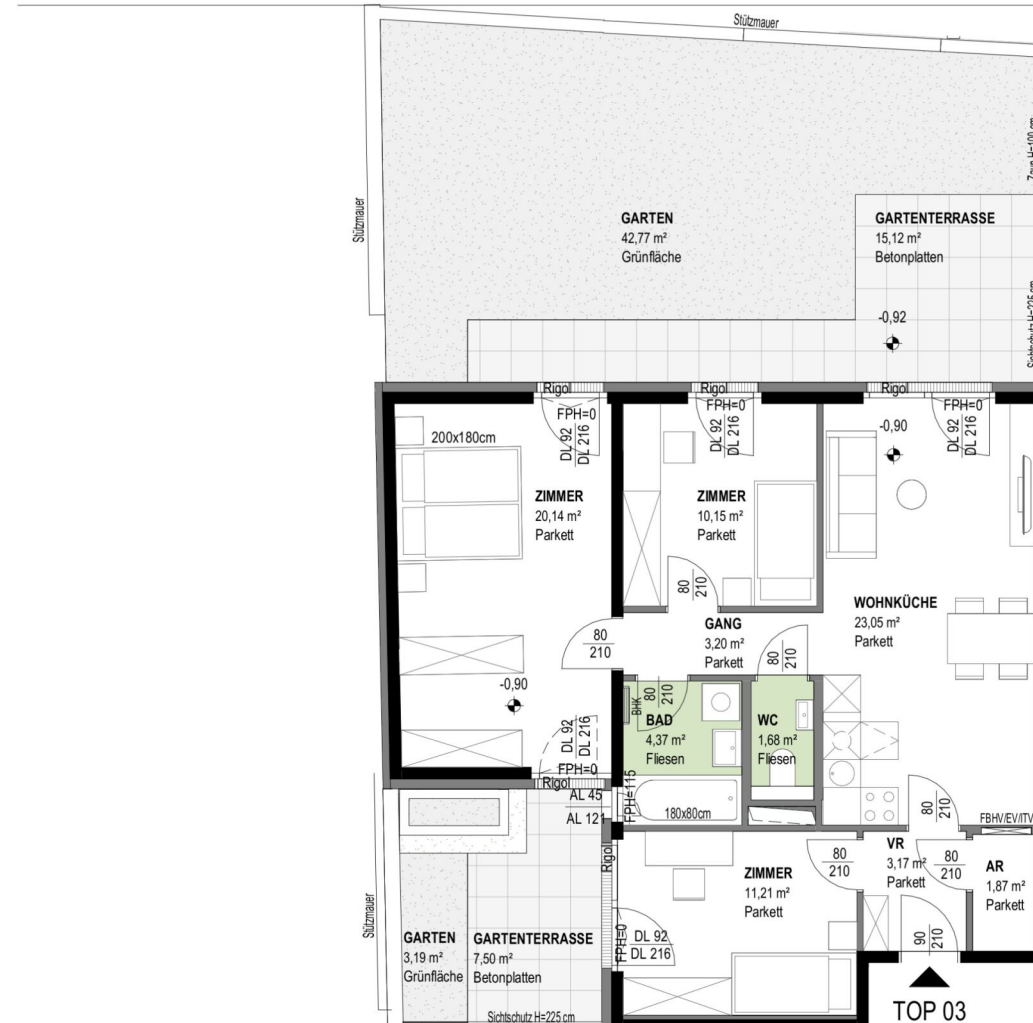 Stützmauer
Zaun H=100 cm
Stützmauer
GARTEN
42,77 m²
Grünfläche
GARTENTERRASSE
15,12 m²
Betonplatten
-0,92
Sichtschutz H=225 cm
Rigol
FPH=0
DL 92
DL 216
Rigol
FPH=0
DL 92
DL 216
Rigol
FPH=0
DL 92
DL 216
-0,90
200x180cm
ZIMMER
20,14 m²
Parkett
ZIMMER
10,15 m²
Parkett
80
210
WOHNKÜCHE
23,05 m²
Parkett
GANG
3,20 m²
Parkett
80
210
80
210
-0,90
BHK
80
210
BAD
4,37 m²
Fliesen
WC
1,68 m²
Fliesen
DL 92
DL 216
FPH=0
Rigol
AL 45
AL 121
FPH=115
180x80cm
80
210
FBHV/EV/ITV
Rigol
ZIMMER
11,21 m²
Parkett
80
210
VR
3,17 m²
Parkett
80
210
AR
1,87 m²
Parkett
Stützmauer
GARTEN
3,19 m²
Grünfläche
GARTENTERRASSE
7,50 m²
Betonplatten
FPH=0
DL 92
DL 216
90
210
Sichtschutz H=225 cm
TOP 03